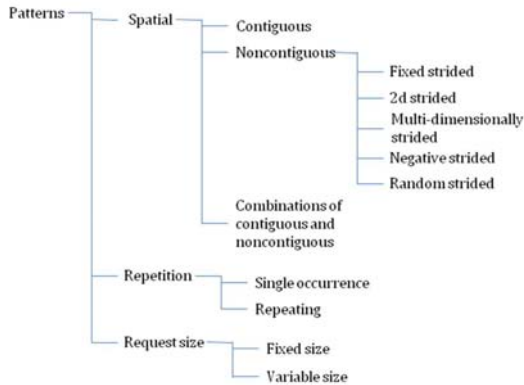 Patterns
Spatial
Contiguous
Noncontiguous
Fixed strided
2d strided
Multi-dimensionally
strided
Negative strided
Random strided
Combinations of
contiguous and
noncontiguous
Repetition
Single occurrence
Repeating
Request size
Fixed size
Variable size